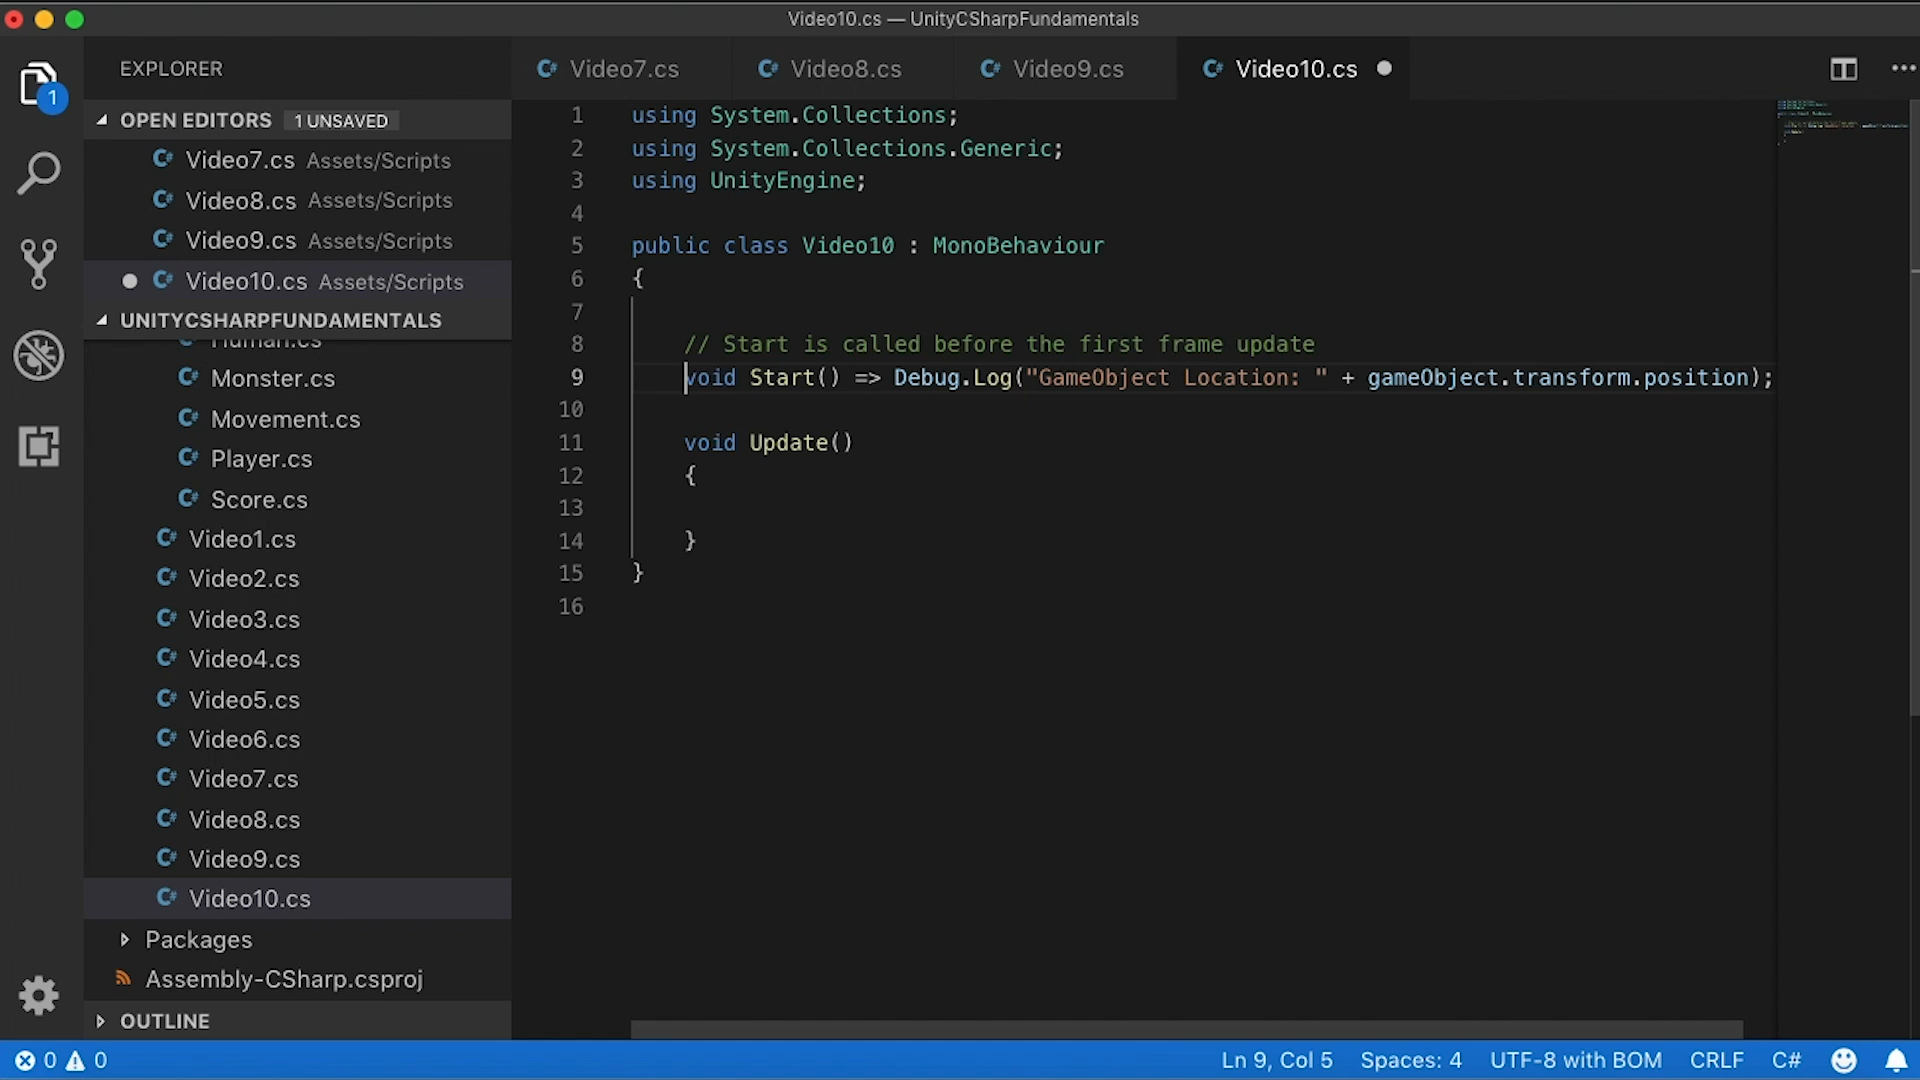 Video10.cs — UnityCSharpFundamentals
EXPLORER
1
OPEN EDITORS 1 UNSAVED
Video7.cs Assets/Scripts
Video8.cs Assets/Scripts
Video9.cs Assets/Scripts
Video10.cs Assets/Scripts
UNITYCSHARPFUNDAMENTALS
Human.cs
Monster.cs
Movement.cs
Player.cs
Score.cs
Video1.cs
Video2.cs
Video3.cs
Video4.cs
Video5.cs
Video6.cs
Video7.cs
Video8.cs
Video9.cs
Video10.cs
Packages
Assembly-CSharp.csproj
OUTLINE
Video7.cs Video8.cs Video9.cs Video10.cs
1 using System.Collections;
2 using System.Collections.Generic;
3 using UnityEngine;
4
5 public class Video10 : MonoBehaviour
6 {
7
8 // Start is called before the first frame update
9 void Start() => Debug.Log("GameObject Location: " + gameObject.transform.position);
10
11 void Update()
12 {
13
14 }
15 }
16
0 0 Ln 9, Col 5 Spaces: 4 UTF-8 with BOM CRLF C#